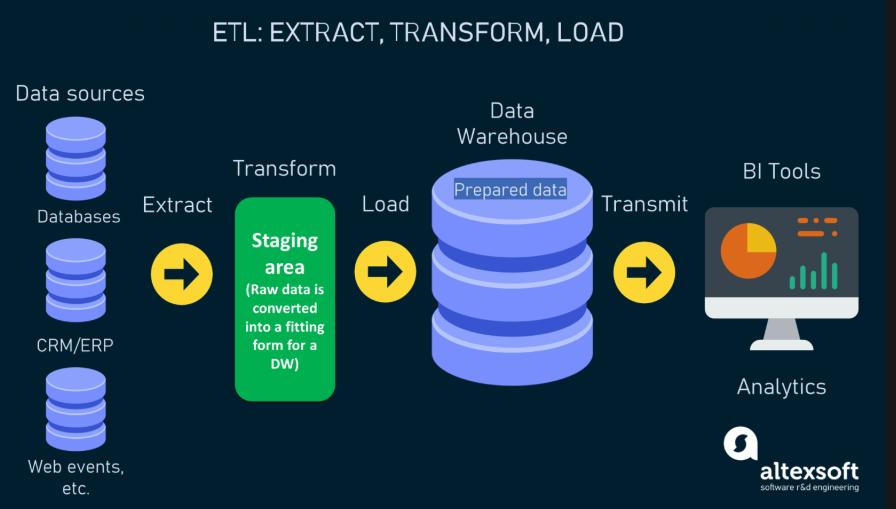 ETL: EXTRACT, TRANSFORM, LOAD
Data sources
Databases
CRM/ERP
Web events,
etc.
Extract
Transform
Staging
area
(Raw data is
converted
into a fitting
form for a
DW)
Load
Data
Warehouse
Prepared data
Transmit
BI Tools
Analytics
altexsoft
software r&d engineering